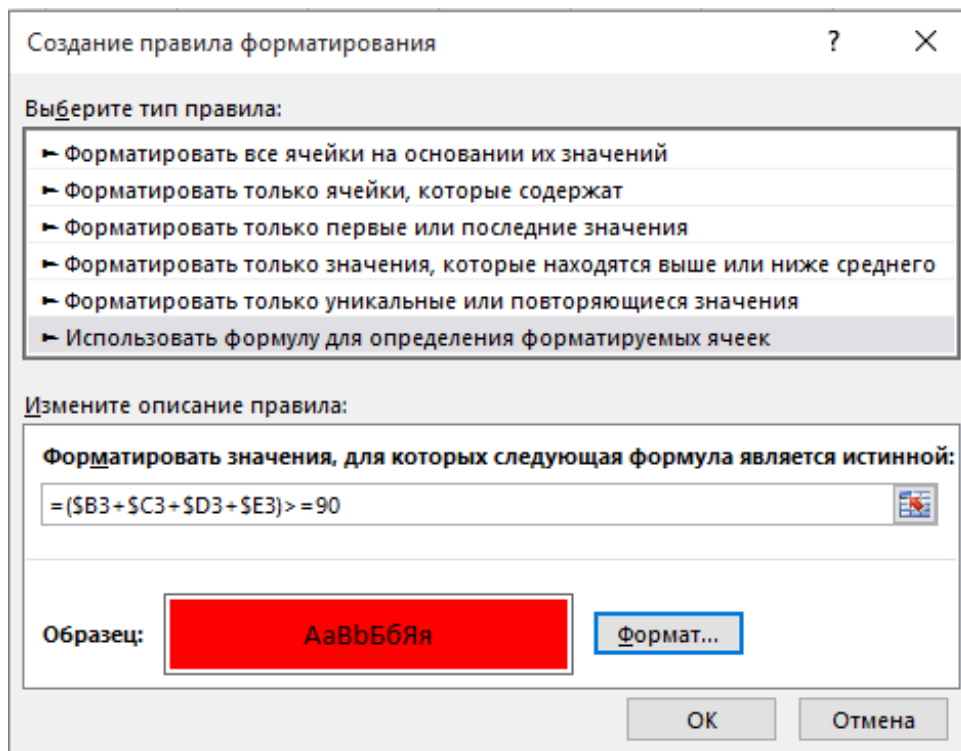 Создание правила форматирования ?
Выберите тип правила:
► Форматировать все ячейки на основании их значений
► Форматировать только ячейки, которые содержат
► Форматировать только первые или последние значения
► Форматировать только значения, которые находятся выше или ниже среднего
► Форматировать только уникальные или повторяющиеся значения
► Использовать формулу для определения форматируемых ячеек
Измените описание правила:
Форматировать значения, для которых следующая формула является истинной:
=($B3+$C3+$D3+$E3)>=90
Образец: АаВbБбЯя Формат...
ОК Отмена